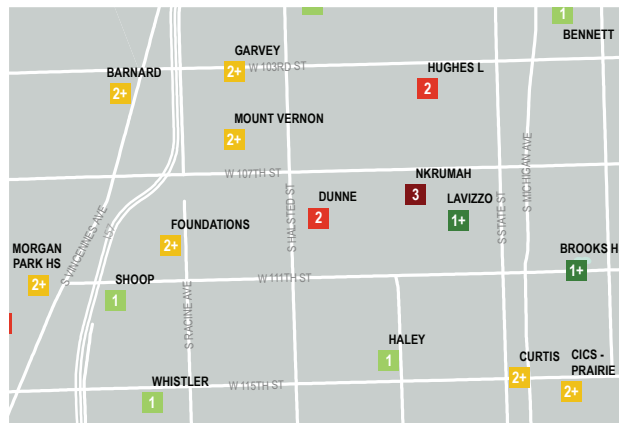 1
BENNETT
GARVEY
2+
W 103RD ST
BARNARD
2+
HUGHES L
2
MOUNT VERNON
2+
S MICHIGAN AVE
W 107TH ST
NKRUMAH
3
LAVIZZO
1+
DUNNE
2
S HALSTED ST
S STATE ST
S VINCENNES AVE
I-57
FOUNDATIONS
2+
MORGAN
PARK HS
2+
SHOOP
1
W 111TH ST
BROOKS H
1+
S RACINE AVE
HALEY
1
CURTIS
2+
CICS -
PRAIRIE
2+
WHISTLER
1
W 115TH ST